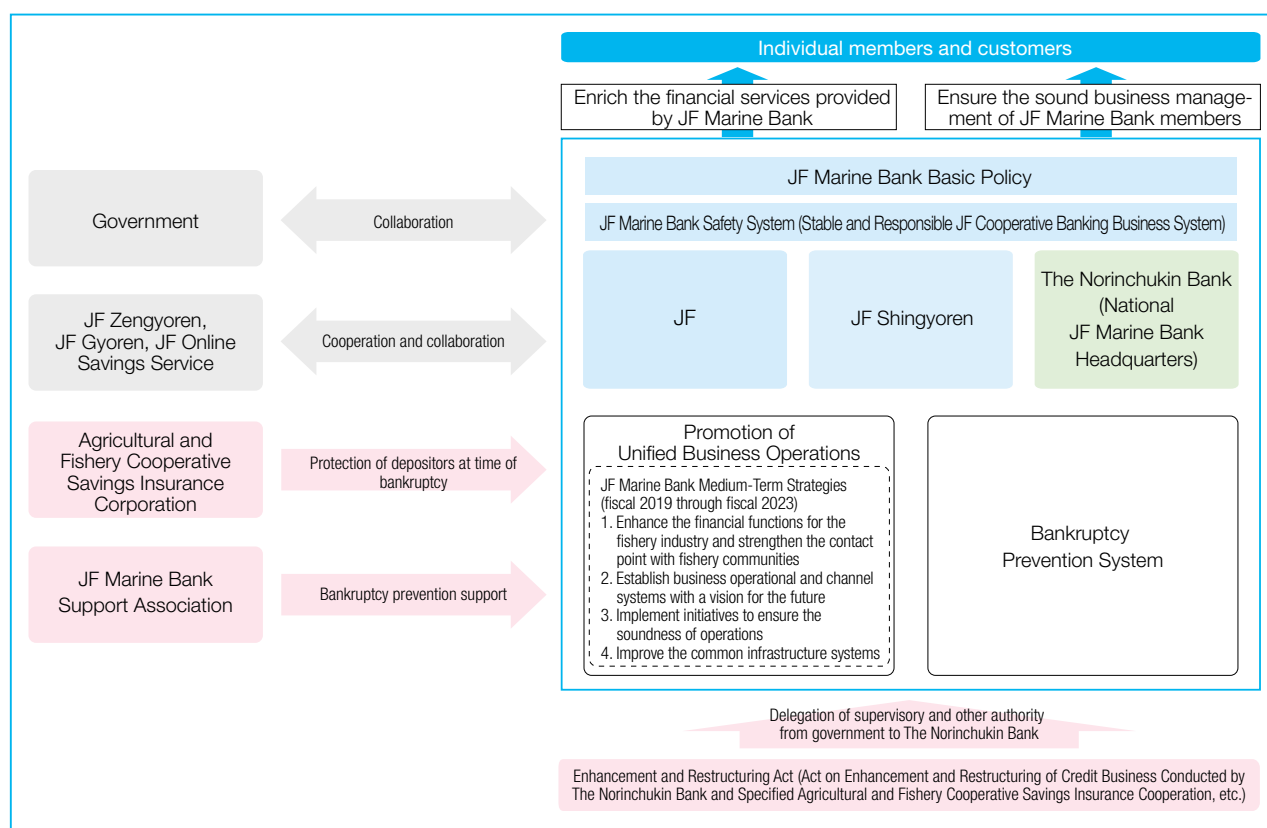 Individual members and customers
Enrich the financial services provided
by JF Marine Bank
Ensure the sound business manage-
ment of JF Marine Bank members
JF Marine Bank Basic Policy
JF Marine Bank Safety System (Stable and Responsible JF Cooperative Banking Business System)
Government
Collaboration
JF
JF Shingyoren
The Norinchukin Bank
(National
JF Marine Bank
Headquarters)
JF Zengyoren,
JF Gyoren, JF Online
Savings Service
Cooperation and collaboration
Agricultural and
Fishery Cooperative
Savings Insurance
Corporation
Protection of depositors at time of
bankruptcy
JF Marine Bank
Support Association
Bankruptcy prevention support
Promotion of
Unified Business Operations
JF Marine Bank Medium-Term Strategies
(fiscal 2019 through fiscal 2023)
1. Enhance the financial functions for the
fishery industry and strengthen the contact
point with fishery communities
2. Establish business operational and channel
systems with a vision for the future
3. Implement initiatives to ensure the
soundness of operations
4. Improve the common infrastructure systems
Bankruptcy
Prevention System
Delegation of supervisory and other authority
from government to The Norinchukin Bank
Enhancement and Restructuring Act (Act on Enhancement and Restructuring of Credit Business Conducted by
The Norinchukin Bank and Specified Agricultural and Fishery Cooperative Savings Insurance Cooperation, etc.)